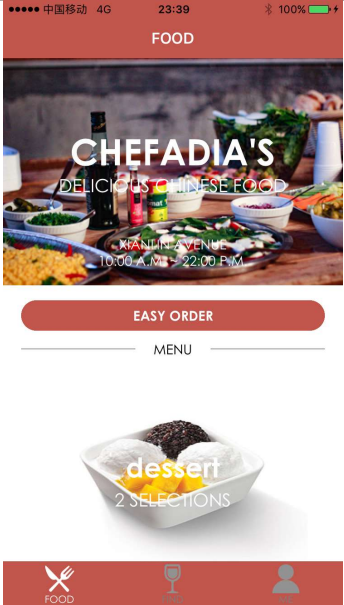 中国移动 4G 23:39 100%
FOOD
CHEFADIA'S
DELICIOUS CHINESE FOOD
XIANLIN AVENUE
10:00 A.M - 22:00 P.M
EASY ORDER
MENU
dessert
2 SELECTIONS
FOOD